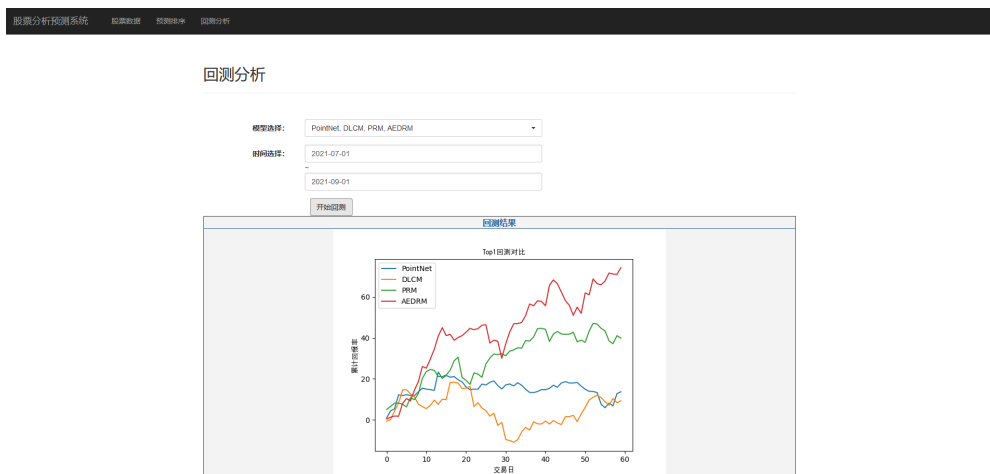 股票分析预测系统 股票数据 预测排序 回测分析
回测分析
模型选择： PointNet, DLCM, PRM, AEDRM
时间选择： 2021-07-01
~
2021-09-01
开始回测
回测结果
Top1回测对比
PointNet
DLCM
PRM
AEDRM
60
40
20
0
累计回报率
0 10 20 30 40 50 60
交易日